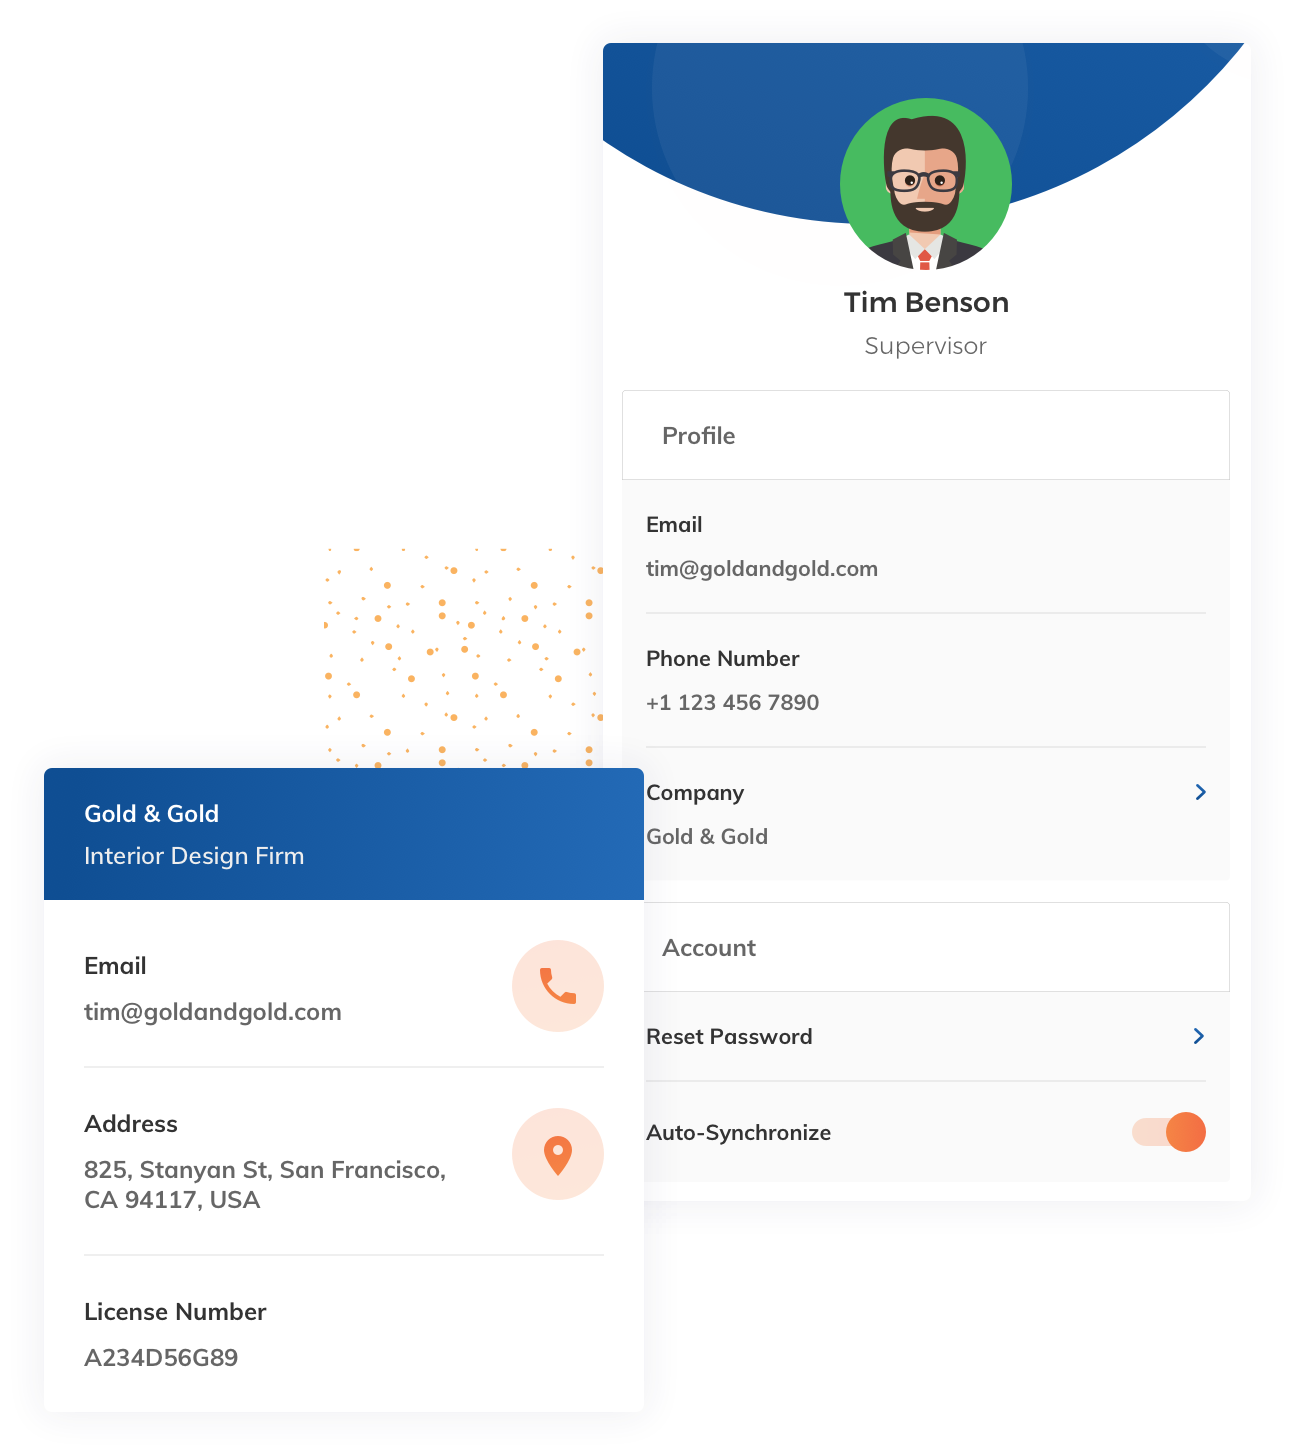 Tim Benson
Supervisor
Profile
Email
tim@goldandgold.com
Phone Number
+1 123 456 7890
Company
Gold & Gold
Account
Reset Password
Auto-Synchronize
Gold & Gold
Interior Design Firm
Email
tim@goldandgold.com
Address
825, Stanyan St, San Francisco,
CA 94117, USA
License Number
A234D56G89